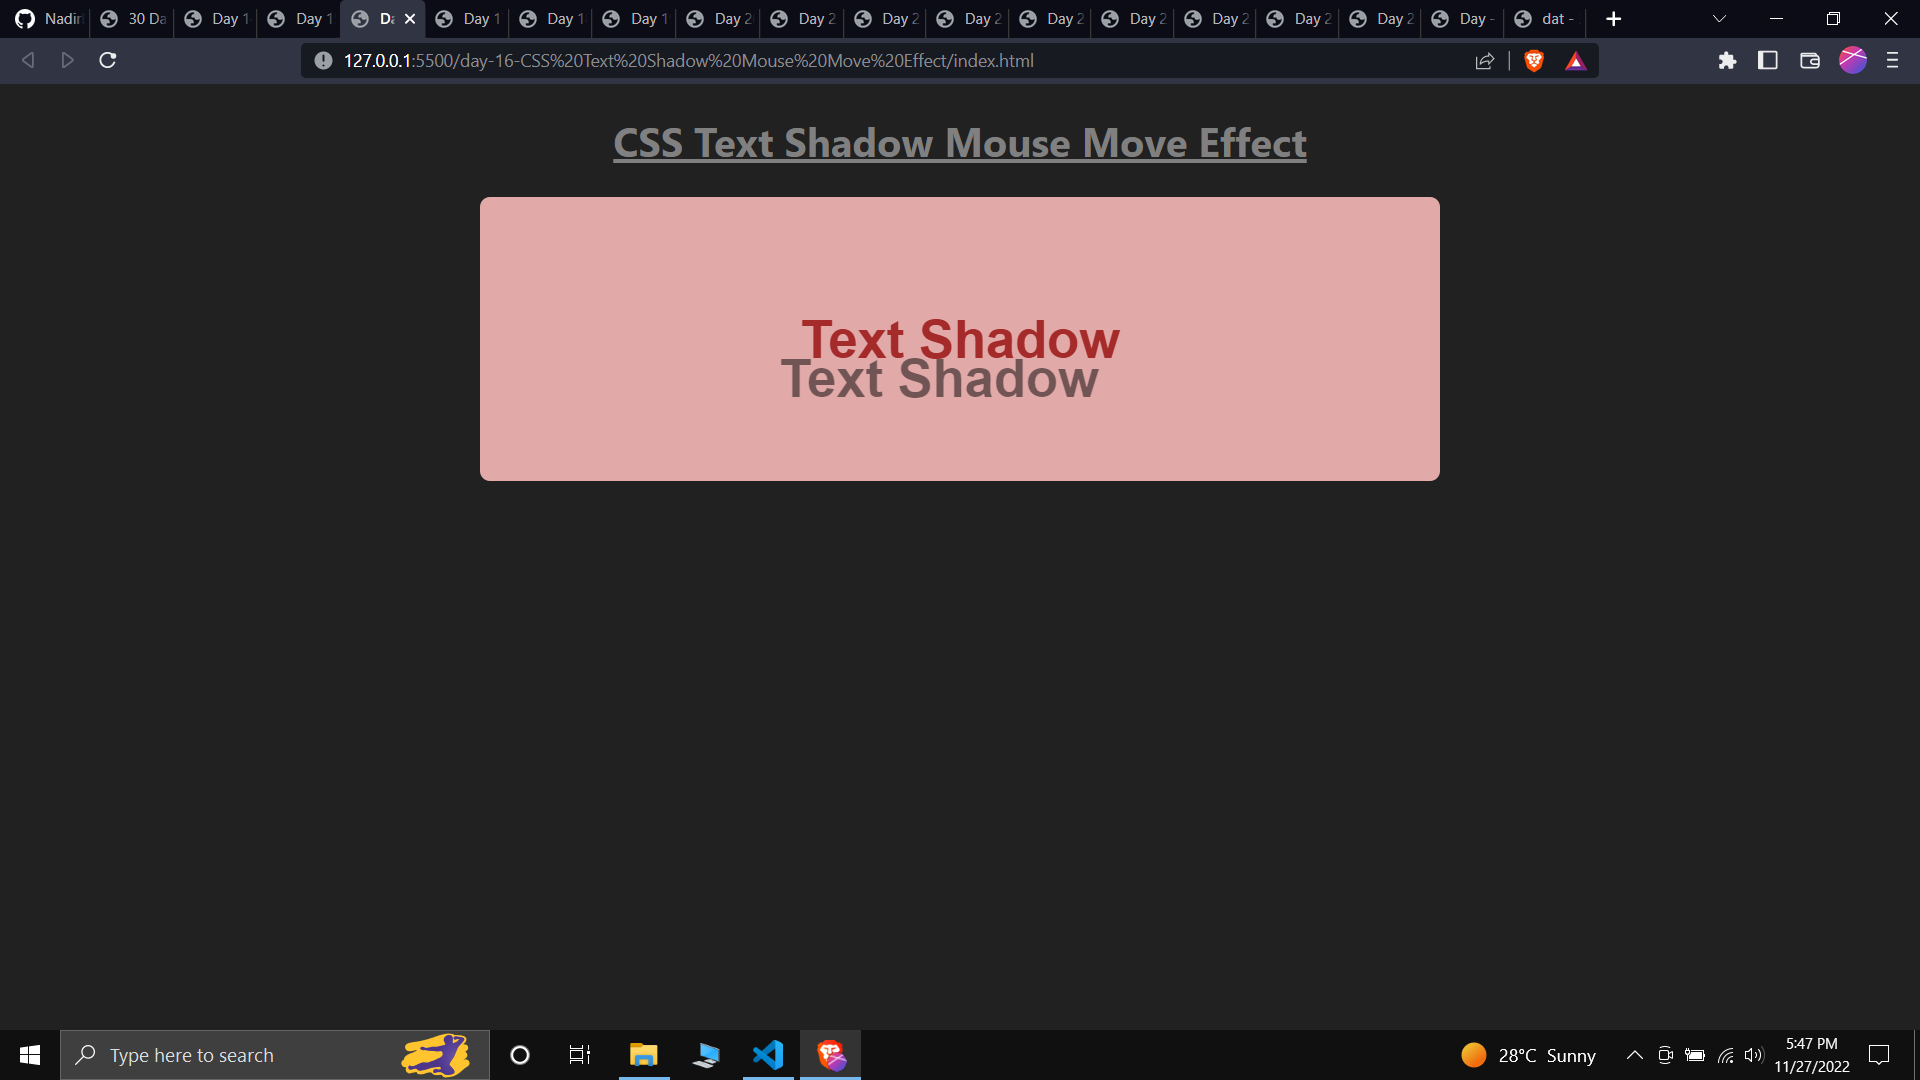 Nadir
30 Da
Day 1
Day 1
Da
Day 1
Day 1
Day 1
Day 2
Day 2
Day 2
Day 2
Day 2
Day 2
Day 2
Day 2
Day 2
Day -
dat -
127.0.0.1:5500/day-16-CSS%20Text%20Shadow%20Mouse%20Move%20Effect/index.html
CSS Text Shadow Mouse Move Effect
Text Shadow
Text Shadow
Type here to search
28°C Sunny
5:47 PM
11/27/2022